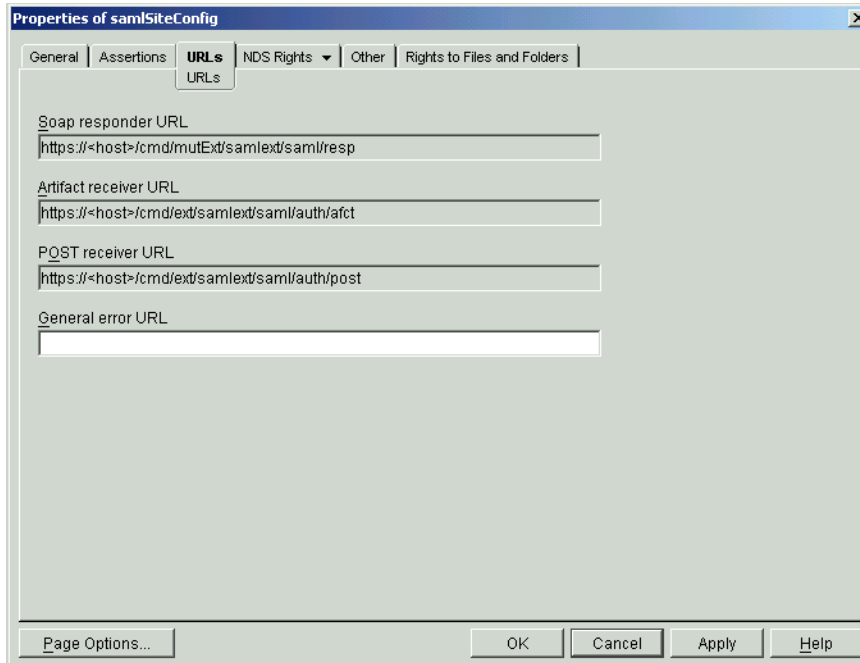 Properties of samlSiteConfig
General Assertions URLs NDS Rights Other Rights to Files and Folders
URLs
Soap responder URL
https://<host>/cmd/mutExt/samlext/saml/resp
Artifact receiver URL
https://<host>/cmd/ext/samlext/saml/auth/afct
POST receiver URL
https://<host>/cmd/ext/samlext/saml/auth/post
General error URL
Page Options... OK Cancel Apply Help